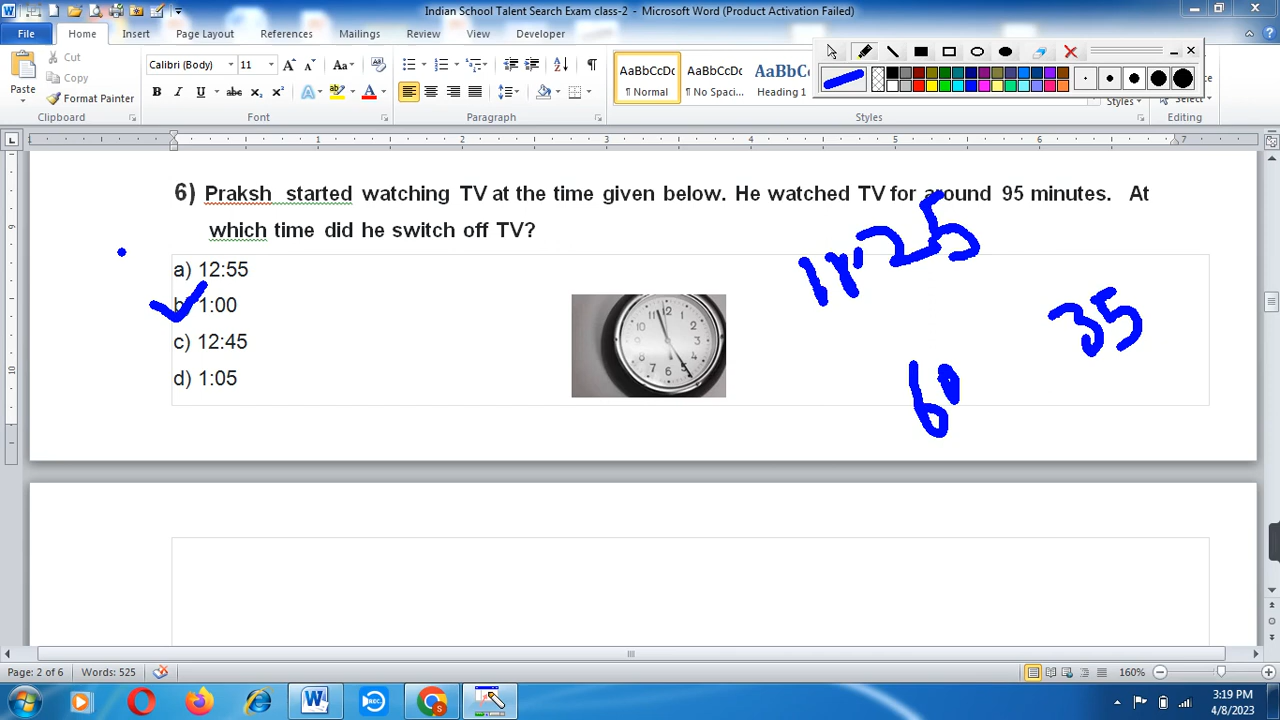 Indian School Talent Search Exam class-2 - Microsoft Word (Product Activation Failed)
File Home Insert Page Layout References Mailings Review View Developer
Cut
Copy
Format Painter
Paste
Clipboard
Calibri (Body) 11
Font
Paragraph
AaBbCcDc AaBbCcDc AaBbCc
¶ Normal ¶ No Spaci... Heading 1
Styles
Styles
Select
Editing
6) Praksh started watching TV at the time given below. He watched TV for around 95 minutes. At
which time did he switch off TV?
a) 12:55
b) 1:00
c) 12:45
d) 1:05
11:25
35
60
Page: 2 of 6 Words: 525
160%
3:19 PM
4/8/2023